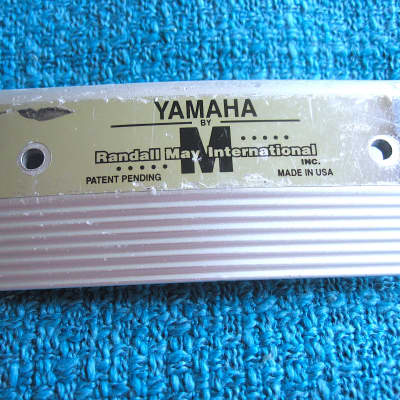 YAMAHA
BY
M
Randall May International
INC.
PATENT PENDING
MADE IN USA